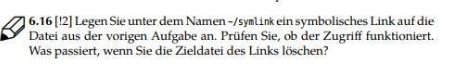 6.16 [!2] Legen Sie unter dem Namen ~/symlink ein symbolisches Link auf die
Datei aus der vorigen Aufgabe an. Prüfen Sie, ob der Zugriff funktioniert.
Was passiert, wenn Sie die Zieldatei des Links löschen?